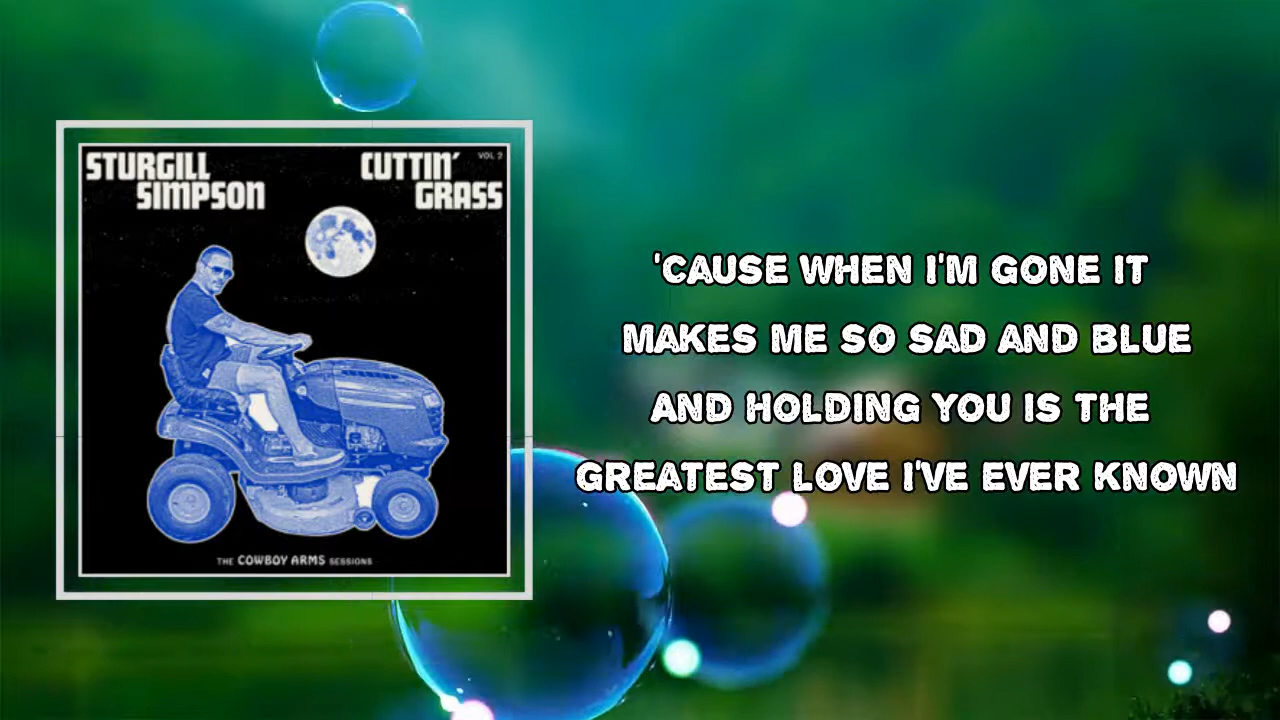 STURGILL
SIMPSON
CUTTIN'
GRASS
VOL 2
THE COWBOY ARMS SESSIONS
'CAUSE WHEN I'M GONE IT
MAKES ME SO SAD AND BLUE
AND HOLDING YOU IS THE
GREATEST LOVE I'VE EVER KNOWN